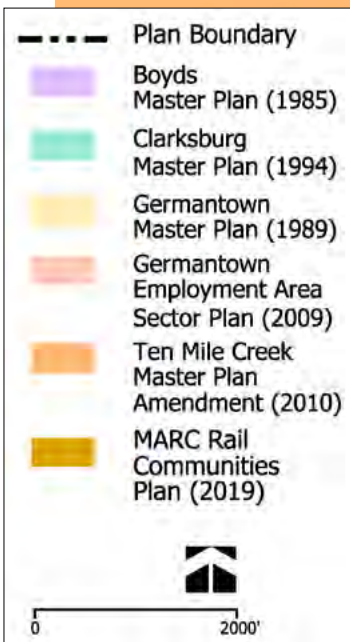 Plan Boundary
Boyds
Master Plan (1985)
Clarksburg
Master Plan (1994)
Germantown
Master Plan (1989)
Germantown
Employment Area
Sector Plan (2009)
Ten Mile Creek
Master Plan
Amendment (2010)
MARC Rail
Communities
Plan (2019)
0 2000'